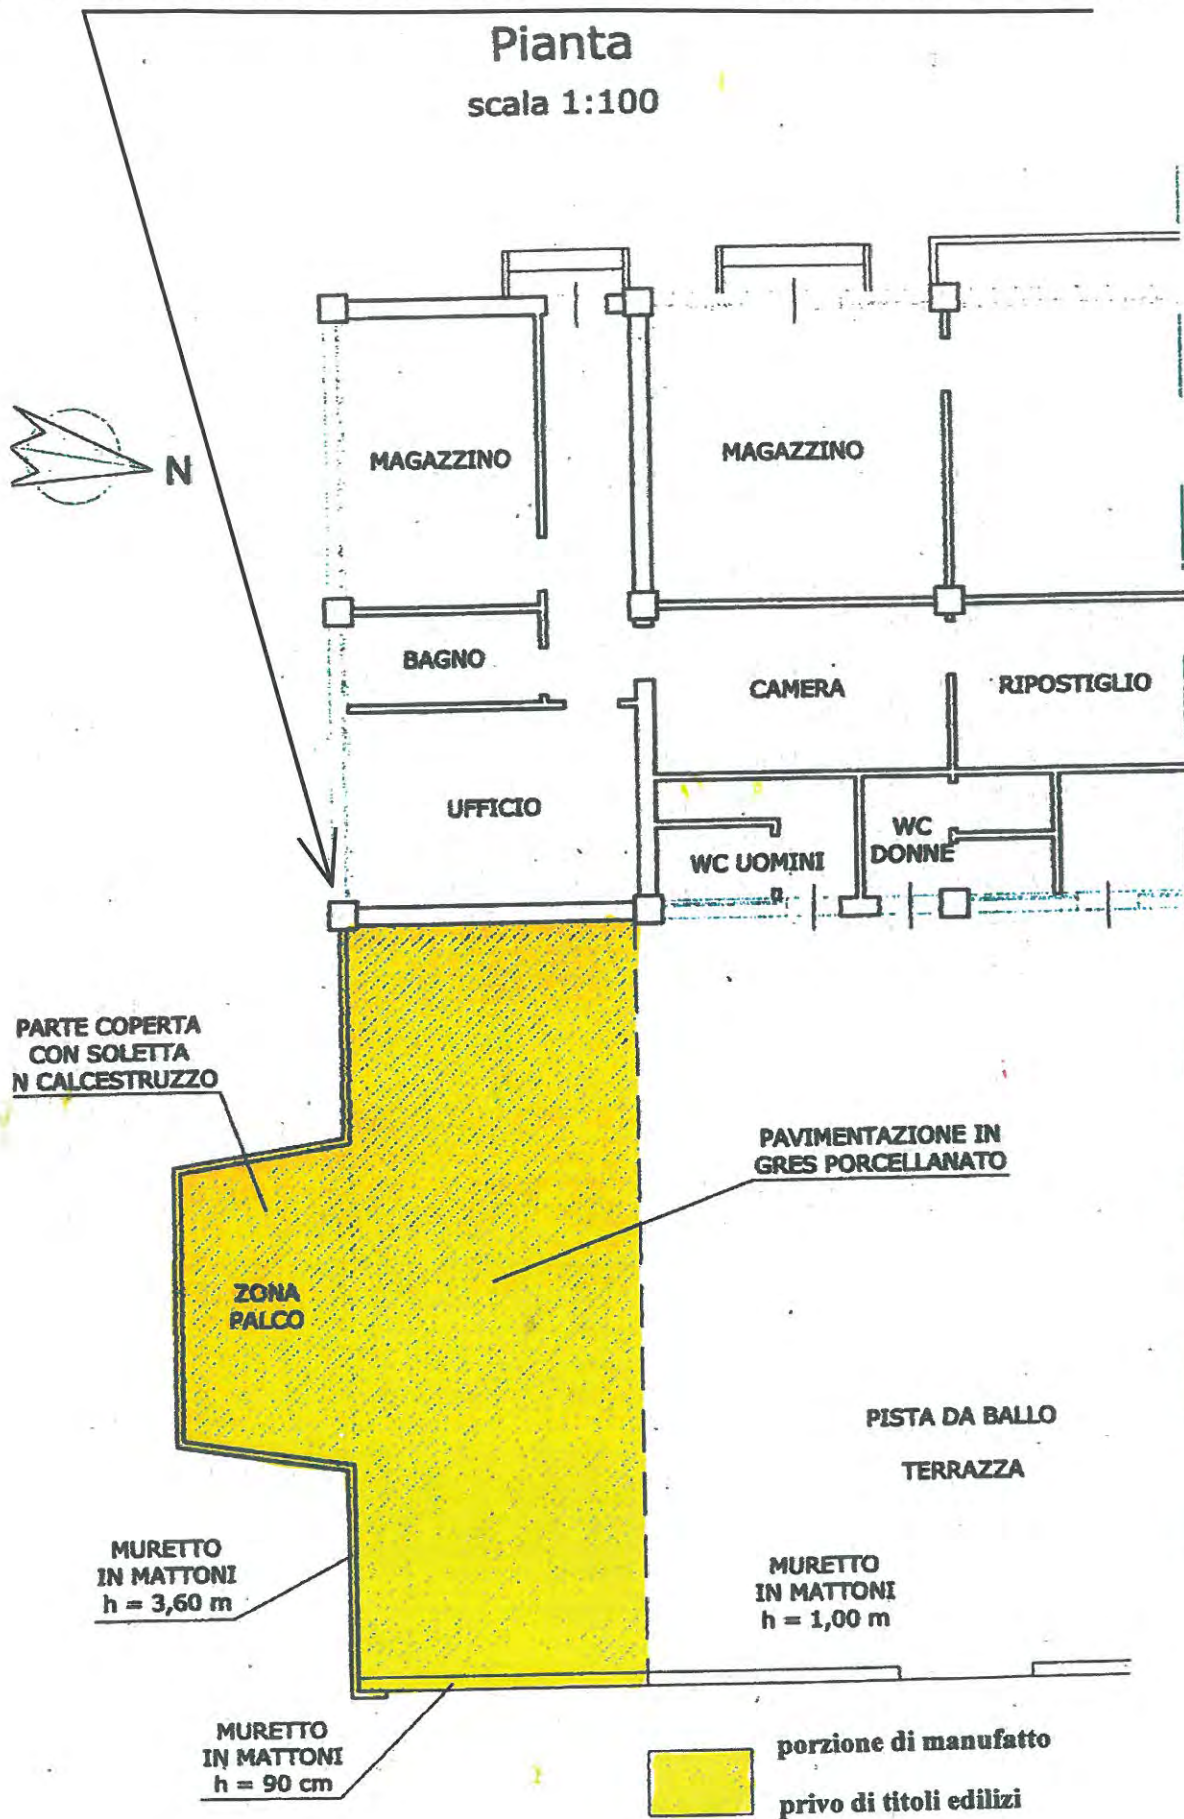 Pianta
scala 1:100
N
MAGAZZINO
MAGAZZINO
BAGNO
CAMERA
RIPOSTIGLIO
UFFICIO
WC UOMINI
WC
DONNE
PARTE COPERTA
CON SOLETTA
N CALCESTRUZZO
PAVIMENTAZIONE IN
GRES PORCELLANATO
ZONA
PALCO
PISTA DA BALLO
TERRAZZA
MURETTO
IN MATTONI
h = 3,60 m
MURETTO
IN MATTONI
h = 1,00 m
MURETTO
IN MATTONI
h = 90 cm
porzione di manufatto
privo di titoli edilizi